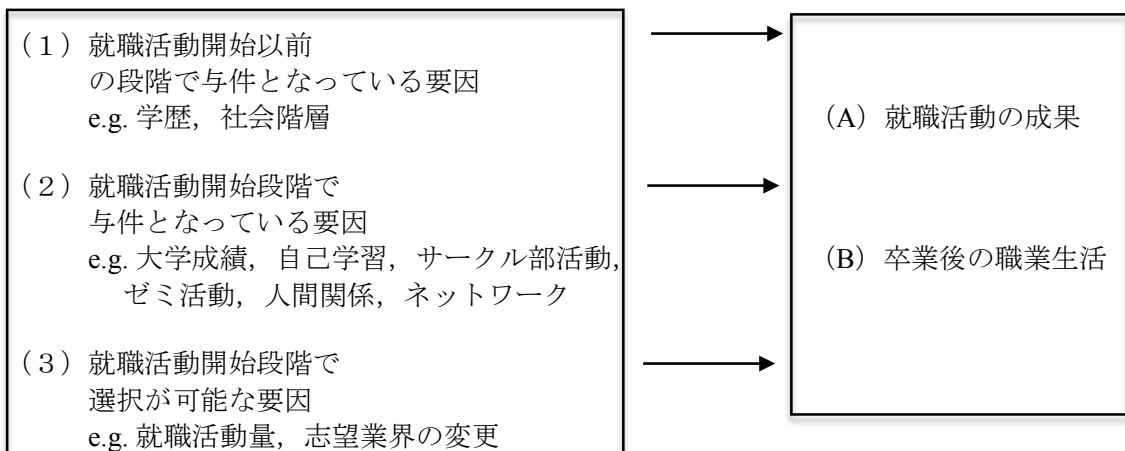 （１）就職活動開始以前
の段階で与件となっている要因
e.g. 学歴，社会階層
（２）就職活動開始段階で
与件となっている要因
e.g. 大学成績，自己学習，サークル部活動，
ゼミ活動，人間関係，ネットワーク
（３）就職活動開始段階で
選択が可能な要因
e.g. 就職活動量，志望業界の変更
（A）就職活動の成果
（B）卒業後の職業生活